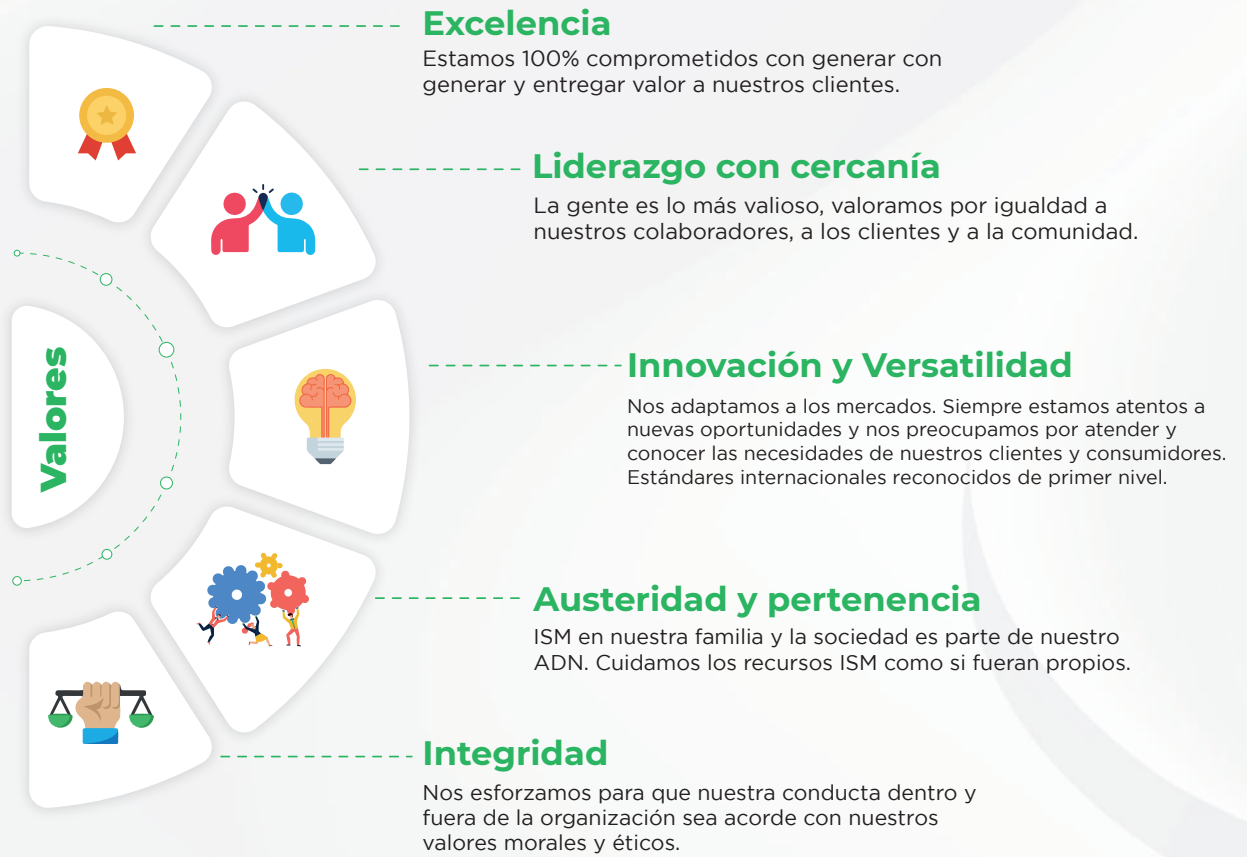 Valores
Excelencia
Estamos 100% comprometidos con generar con
generar y entregar valor a nuestros clientes.
Liderazgo con cercanía
La gente es lo más valioso, valoramos por igualdad a
nuestros colaboradores, a los clientes y a la comunidad.
Innovación y Versatilidad
Nos adaptamos a los mercados. Siempre estamos atentos a
nuevas oportunidades y nos preocupamos por atender y
conocer las necesidades de nuestros clientes y consumidores.
Estándares internacionales reconocidos de primer nivel.
Austeridad y pertenencia
ISM en nuestra familia y la sociedad es parte de nuestro
ADN. Cuidamos los recursos ISM como si fueran propios.
Integridad
Nos esforzamos para que nuestra conducta dentro y
fuera de la organización sea acorde con nuestros
valores morales y éticos.